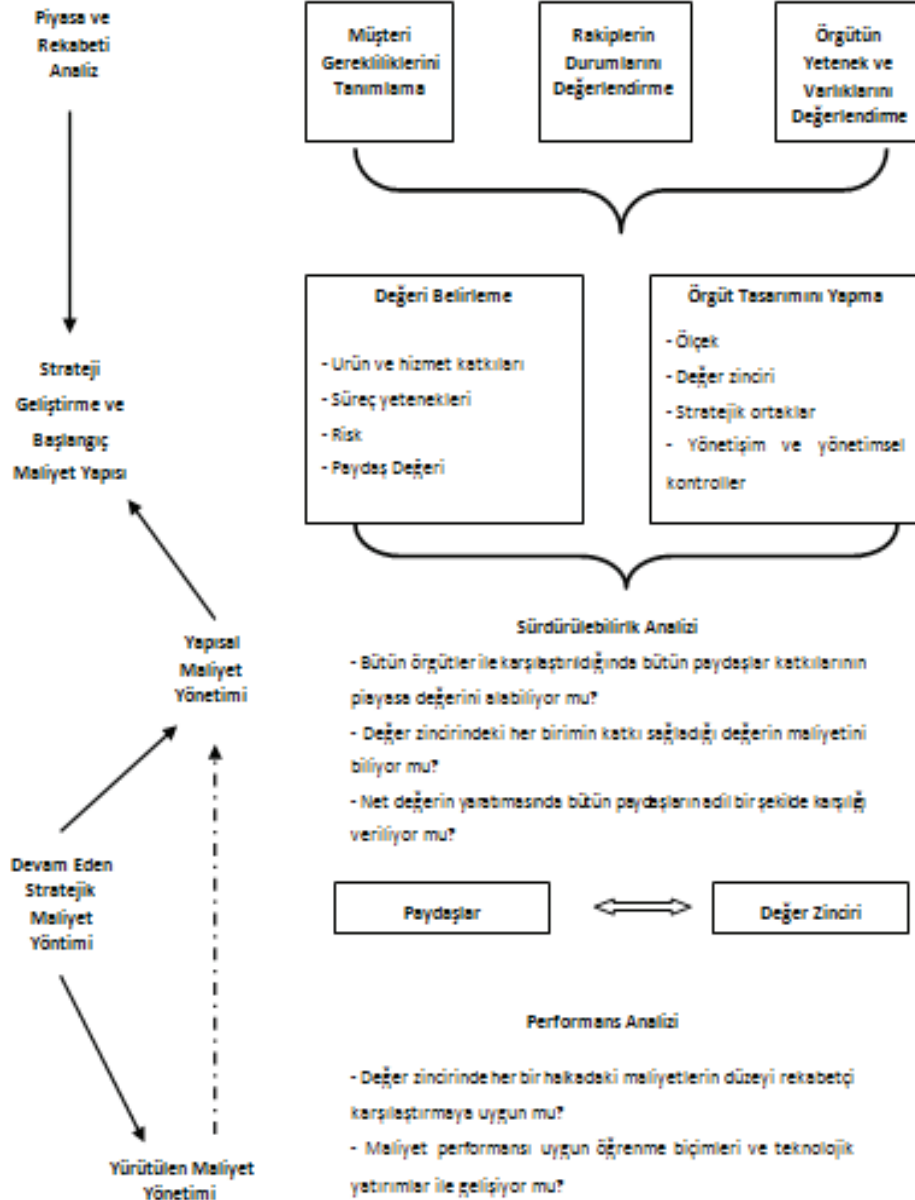 Piyasa ve
Rekabeti
Analiz
Müşteri
Gerekliliklerini
Tanımlama
Rakiplerin
Durumlarını
Değerlendirme
Örgütün
Yetenek ve
Varlıklarını
Değerlendirme
Strateji
Geliştirme ve
Başlangıç
Maliyet Yapısı
Değeri Belirleme
- Urün ve hizmet katkıları
- Süreç yetenekleri
- Risk
- Paydaş Değeri
Örgüt Tasarımını Yapma
- Ölçek
- Değer zinciri
- Stratejik ortaklar
- Yönetişim ve yönetimsel
kontroller
Yapısal
Maliyet
Yönetimi
Sürdürülebilirlik Analizi
- Bütün örgütler ile karşılaştırıldığında bütün paydaşlar katkılarının
piayasa değerini alabiliyor mu?
- Değer zincirindeki her birimin katkı sağladığı değerin maliyetini
biliyor mu?
- Net değerin yaratmasında bütün paydaşların adil bir şekilde karşılığı
veriliyor mu?
Devam Eden
Stratejik
Maliyet
Yöntimi
Paydaşlar
Değer Zinciri
Performans Analizi
- Değer zincirinde her bir halkadaki maliyetlerin düzeyi rekabetçi
karşılaştırmaya uygun mu?
- Maliyet performansı uygun öğrenme biçimleri ve teknolojik
yatırımlar ile gelişiyor mu?
Yürütülen Maliyet
Yönetimi